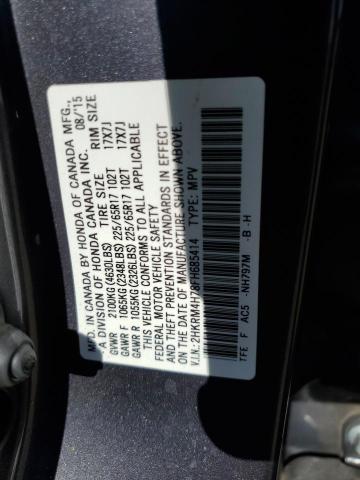 MFD. IN CANADA BY HONDA OF CANADA MFG.,
- A DIVISION OF HONDA CANADA INC. 08/'15
TIRE SIZE RIM SIZE
GVWR 2100KG(4630LBS)
GAWR F 1065KG(2348LBS) 225/65R17 102T 17X7J
GAWR R 1055KG(2326LBS) 225/65R17 102T 17X7J
THIS VEHICLE CONFORMS TO ALL APPLICABLE
FEDERAL MOTOR VEHICLE SAFETY
AND THEFT PREVENTION STANDARDS IN EFFECT
ON THE DATE OF MANUFACTURE SHOWN ABOVE.
V.I.N.: TYPE: MPV
TFE F AC5 -NH797M -B -H